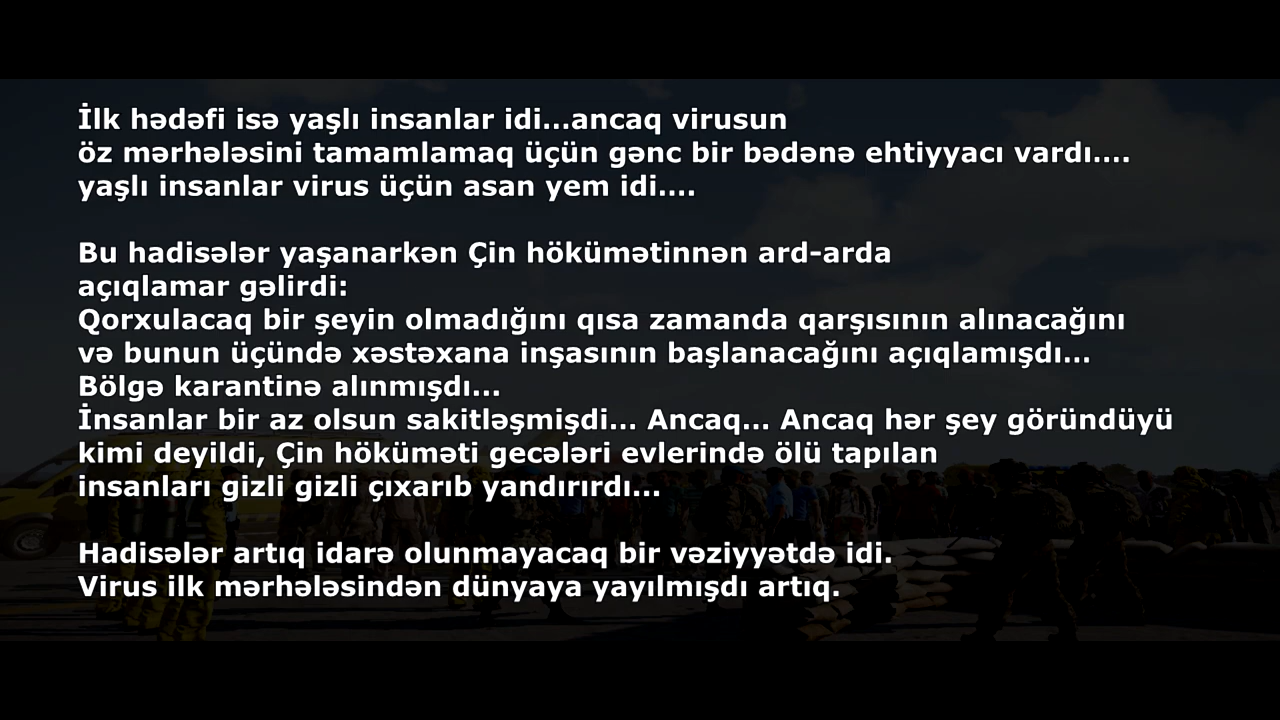 İlk hədəfi isə yaşlı insanlar idi...ancaq virusun
öz mərhələsini tamamlamaq üçün gənc bir bədənə ehtiyyacı vardı....
yaşlı insanlar virus üçün asan yem idi....
Bu hadisələr yaşanarkən Çin hökümətinnən ard-arda
açıqlamar gəlirdi:
Qorxulacaq bir şeyin olmadığını qısa zamanda qarşısının alınacağını
və bunun üçündə xəstəxana inşasının başlanacağını açıqlamışdı...
Bölgə karantinə alınmışdı...
İnsanlar bir az olsun sakitləşmişdi... Ancaq... Ancaq hər şey göründüyü
kimi deyildi, Çin höküməti gecələri evlerində ölü tapılan
insanları gizli gizli çıxarıb yandırırdı...
Hadisələr artıq idarə olunmayacaq bir vəziyyətdə idi.
Virus ilk mərhələsindən dünyaya yayılmışdı artıq.